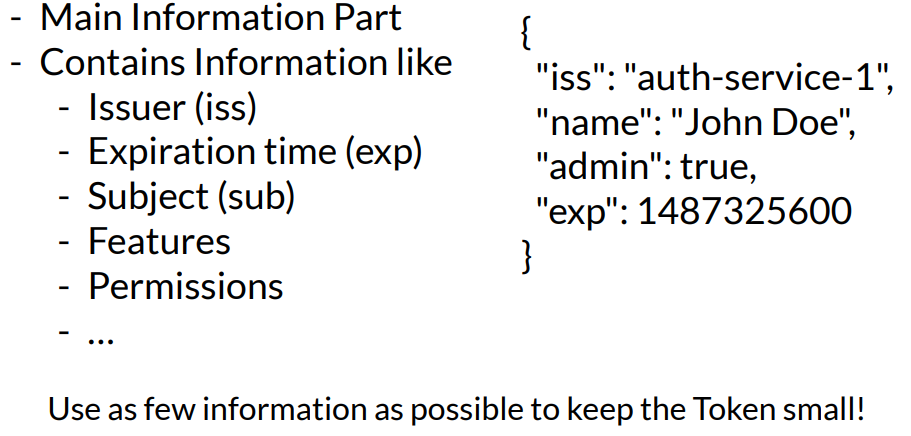 - Main Information Part
- Contains Information like
- Issuer (iss)
- Expiration time (exp)
- Subject (sub)
- Features
- Permissions
- ...
{
"iss": "auth-service-1",
"name": "John Doe",
"admin": true,
"exp": 1487325600
}
Use as few information as possible to keep the Token small!